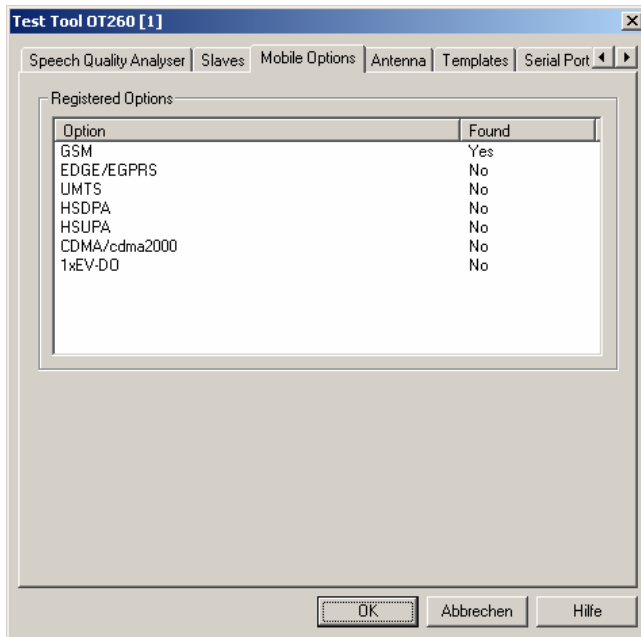 Test Tool OT260 [1]
Speech Quality Analyser Slaves Mobile Options Antenna Templates Serial Port
Registered Options
Option Found
GSM Yes
EDGE/EGPRS No
UMTS No
HSDPA No
HSUPA No
CDMA/cdma2000 No
1xEV-DO No
OK Abbrechen Hilfe